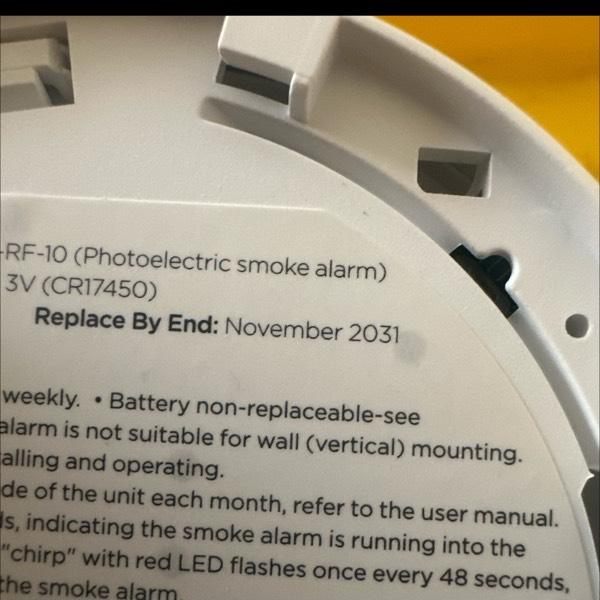 -RF-10 (Photoelectric smoke alarm)
3V (CR17450)
Replace By End: November 2031
weekly. • Battery non-replaceable-see
alarm is not suitable for wall (vertical) mounting.
alling and operating.
de of the unit each month, refer to the user manual.
ls, indicating the smoke alarm is running into the
"chirp" with red LED flashes once every 48 seconds,
the smoke alarm